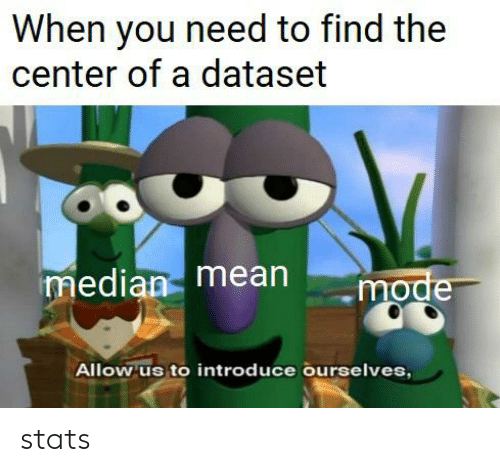 When you need to find the
center of a dataset
median mean mode
Allow us to introduce ourselves,
stats